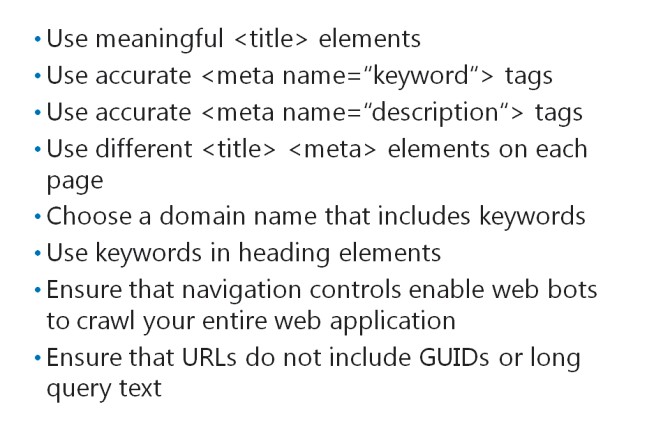 • Use meaningful <title> elements
• Use accurate <meta name=“keyword“> tags
• Use accurate <meta name=“description“> tags
• Use different <title> <meta> elements on each
page
• Choose a domain name that includes keywords
• Use keywords in heading elements
• Ensure that navigation controls enable web bots
to crawl your entire web application
• Ensure that URLs do not include GUIDs or long
query text